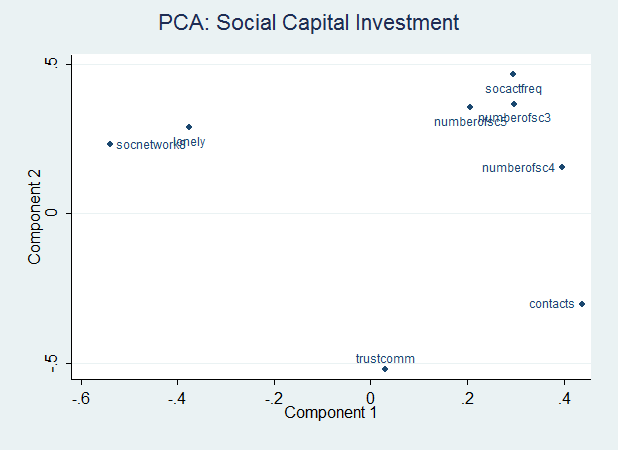 PCA: Social Capital Investment
Component 2
.5
0
-.5
socactfreq
numberofsc3
numberofsc5
socnetwork8
lonely
numberofsc4
contacts
trustcomm
-.6
-.4
-.2
0
.2
.4
Component 1